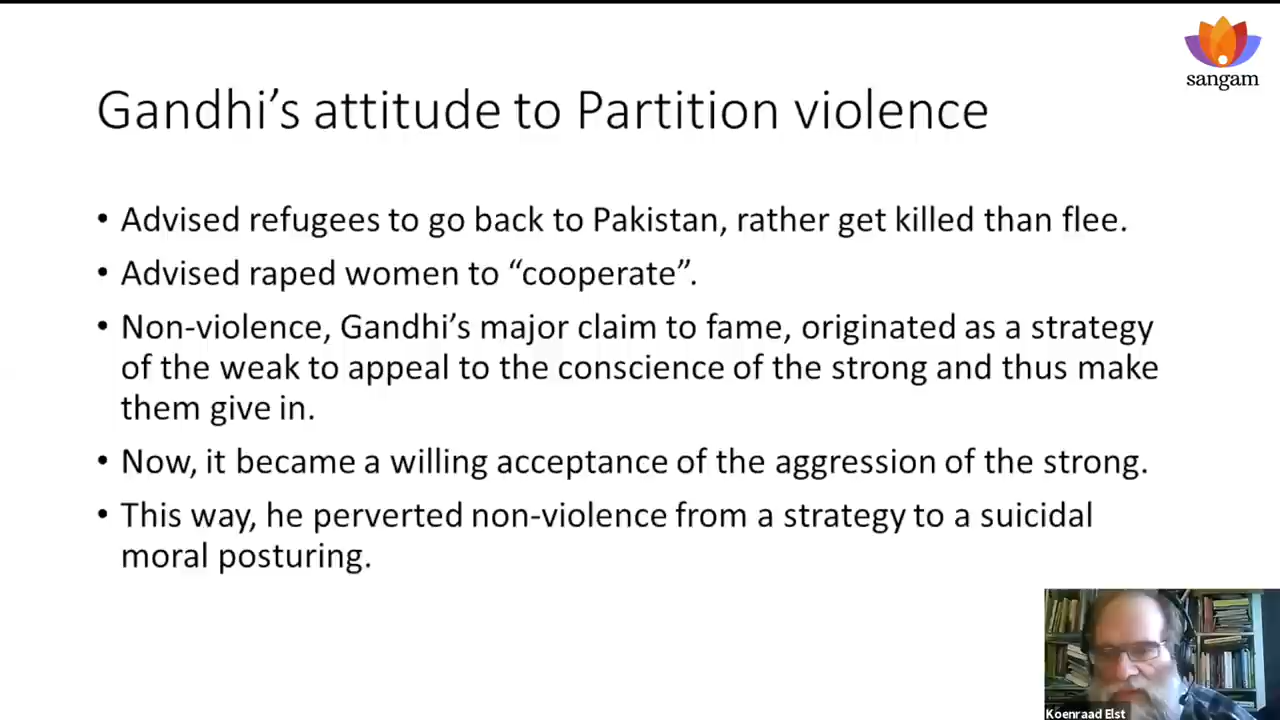 sangam
Gandhi’s attitude to Partition violence
• Advised refugees to go back to Pakistan, rather get killed than flee.
• Advised raped women to “cooperate”.
• Non-violence, Gandhi’s major claim to fame, originated as a strategy
of the weak to appeal to the conscience of the strong and thus make
them give in.
• Now, it became a willing acceptance of the aggression of the strong.
• This way, he perverted non-violence from a strategy to a suicidal
moral posturing.
Koenraad Elst